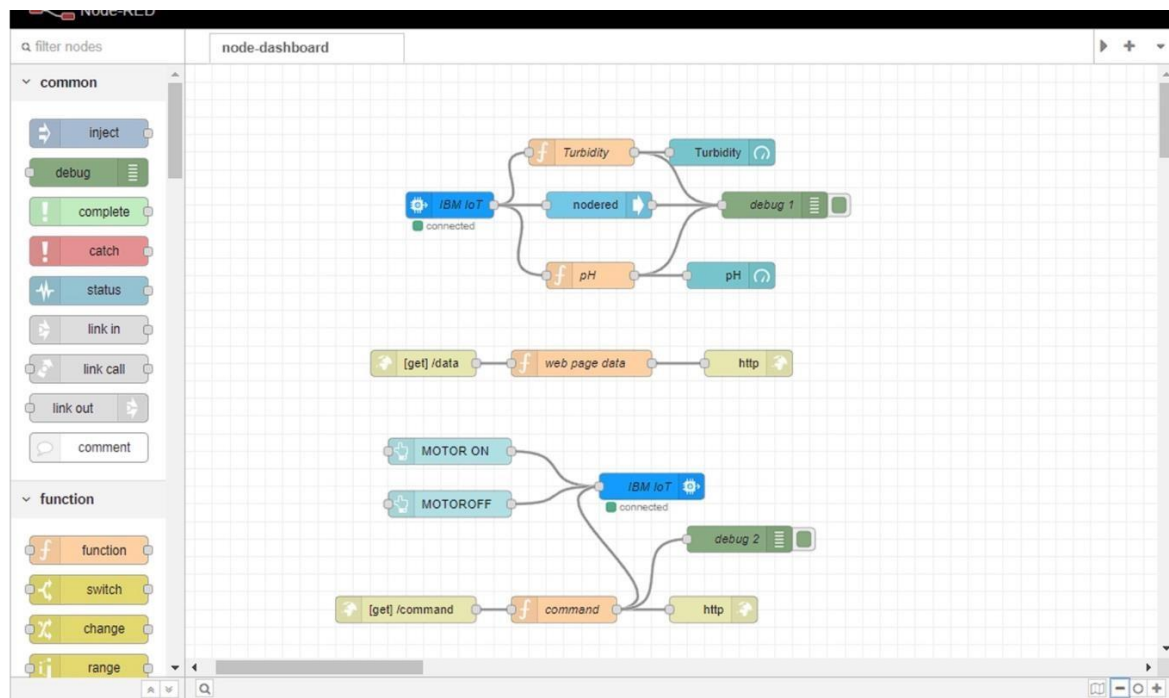 Node-RED
filter nodes
node-dashboard
common
inject
debug
complete
catch
status
link in
link call
link out
comment
function
function
switch
change
range
Turbidity
Turbidity
IBM IoT
connected
nodered
debug 1
pH
pH
[get] /data
web page data
http
MOTOR ON
MOTOROFF
IBM IoT
connected
debug 2
[get] /command
command
http